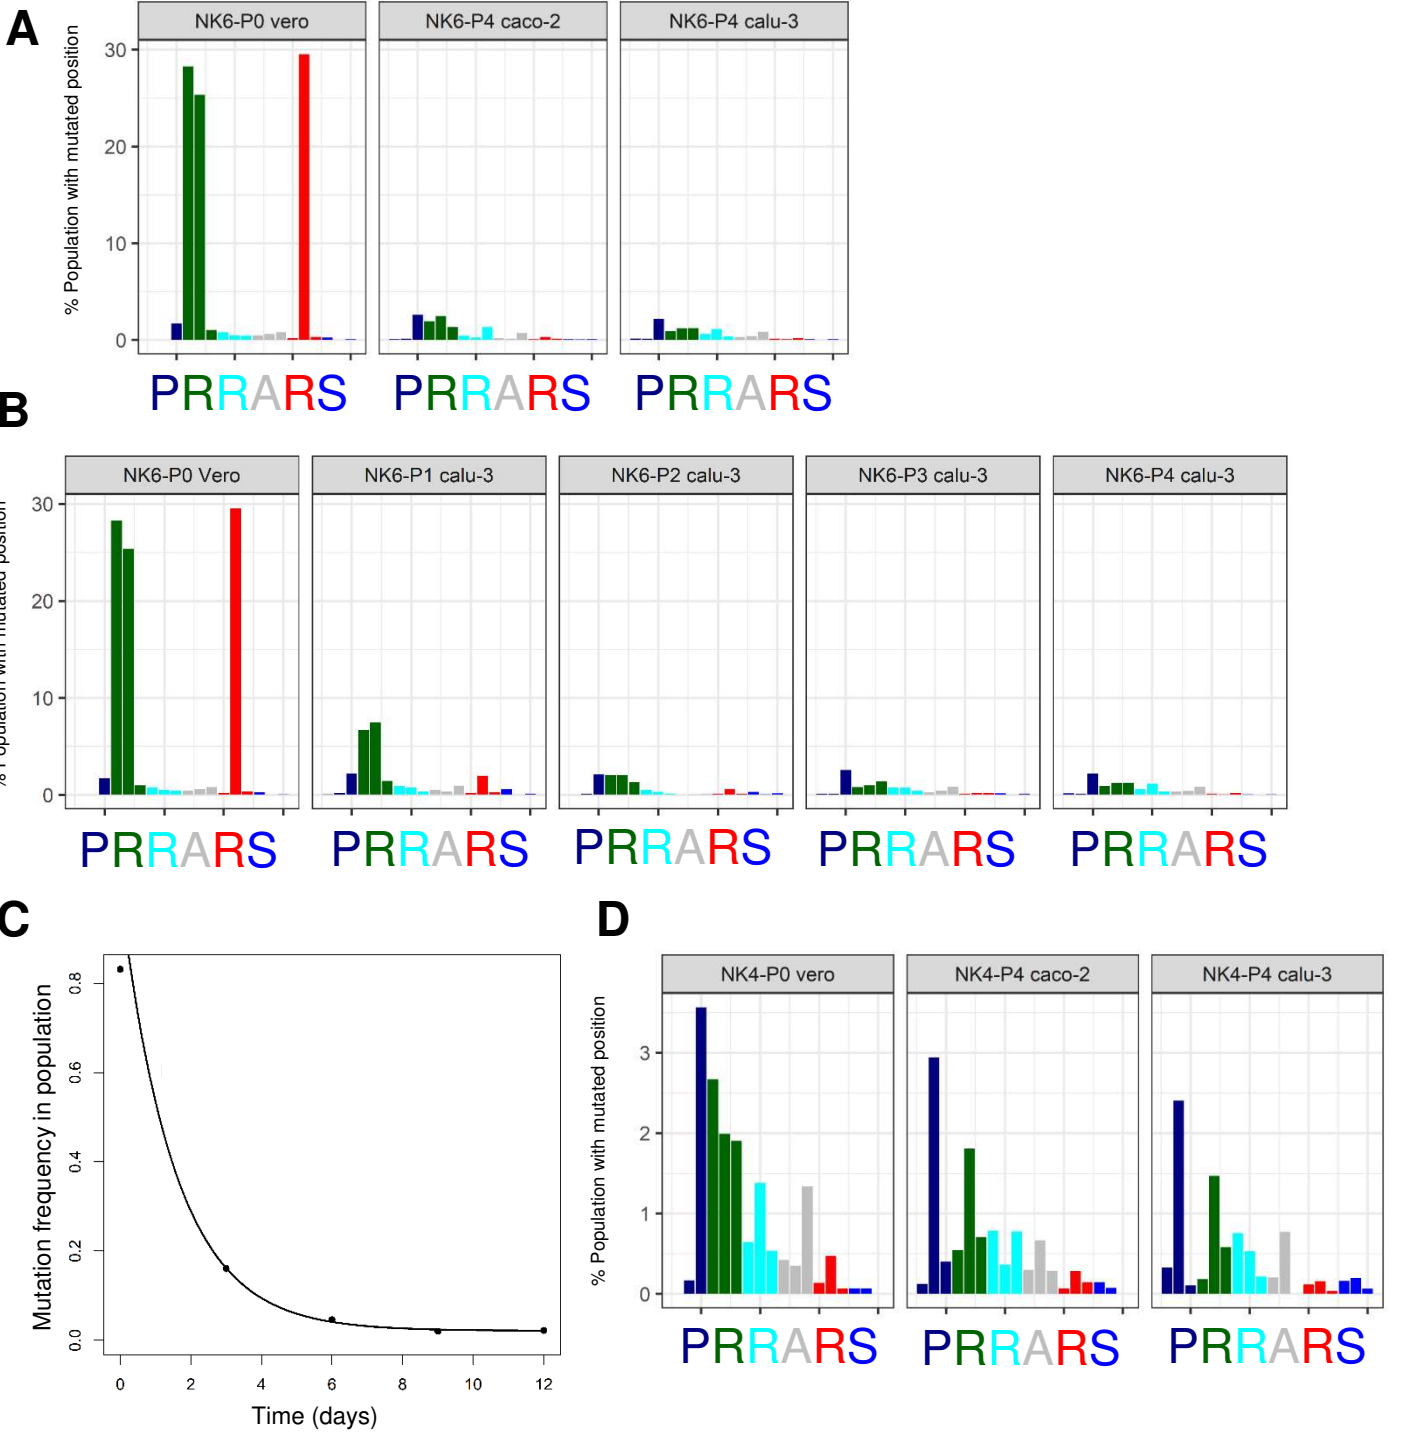 A
NK6-P0 vero
NK6-P4 caco-2
NK6-P4 calu-3
% Population with mutated position
30
20
10
0
PRRARS
PRRARS
PRRARS
B
NK6-P0 Vero
NK6-P1 calu-3
NK6-P2 calu-3
NK6-P3 calu-3
NK6-P4 calu-3
% Population with mutated position
30
20
10
0
PRRARS
PRRARS
PRRARS
PRRARS
PRRARS
C
Mutation frequency in population
0.8
0.6
0.4
0.2
0.0
0 2 4 6 8 10 12
Time (days)
D
NK4-P0 vero
NK4-P4 caco-2
NK4-P4 calu-3
% Population with mutated position
3
2
1
0
PRRARS
PRRARS
PRRARS